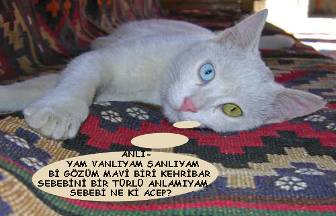 ANLI-
YAM VANLIYAM ŞANLIYAM
Bİ GÖZÜM MAVİ BİRİ KEHRİBAR
SEBEBİNİ BİR TÜRLÜ ANLAMIYAM
SEBEBİ NE Kİ ACEP?